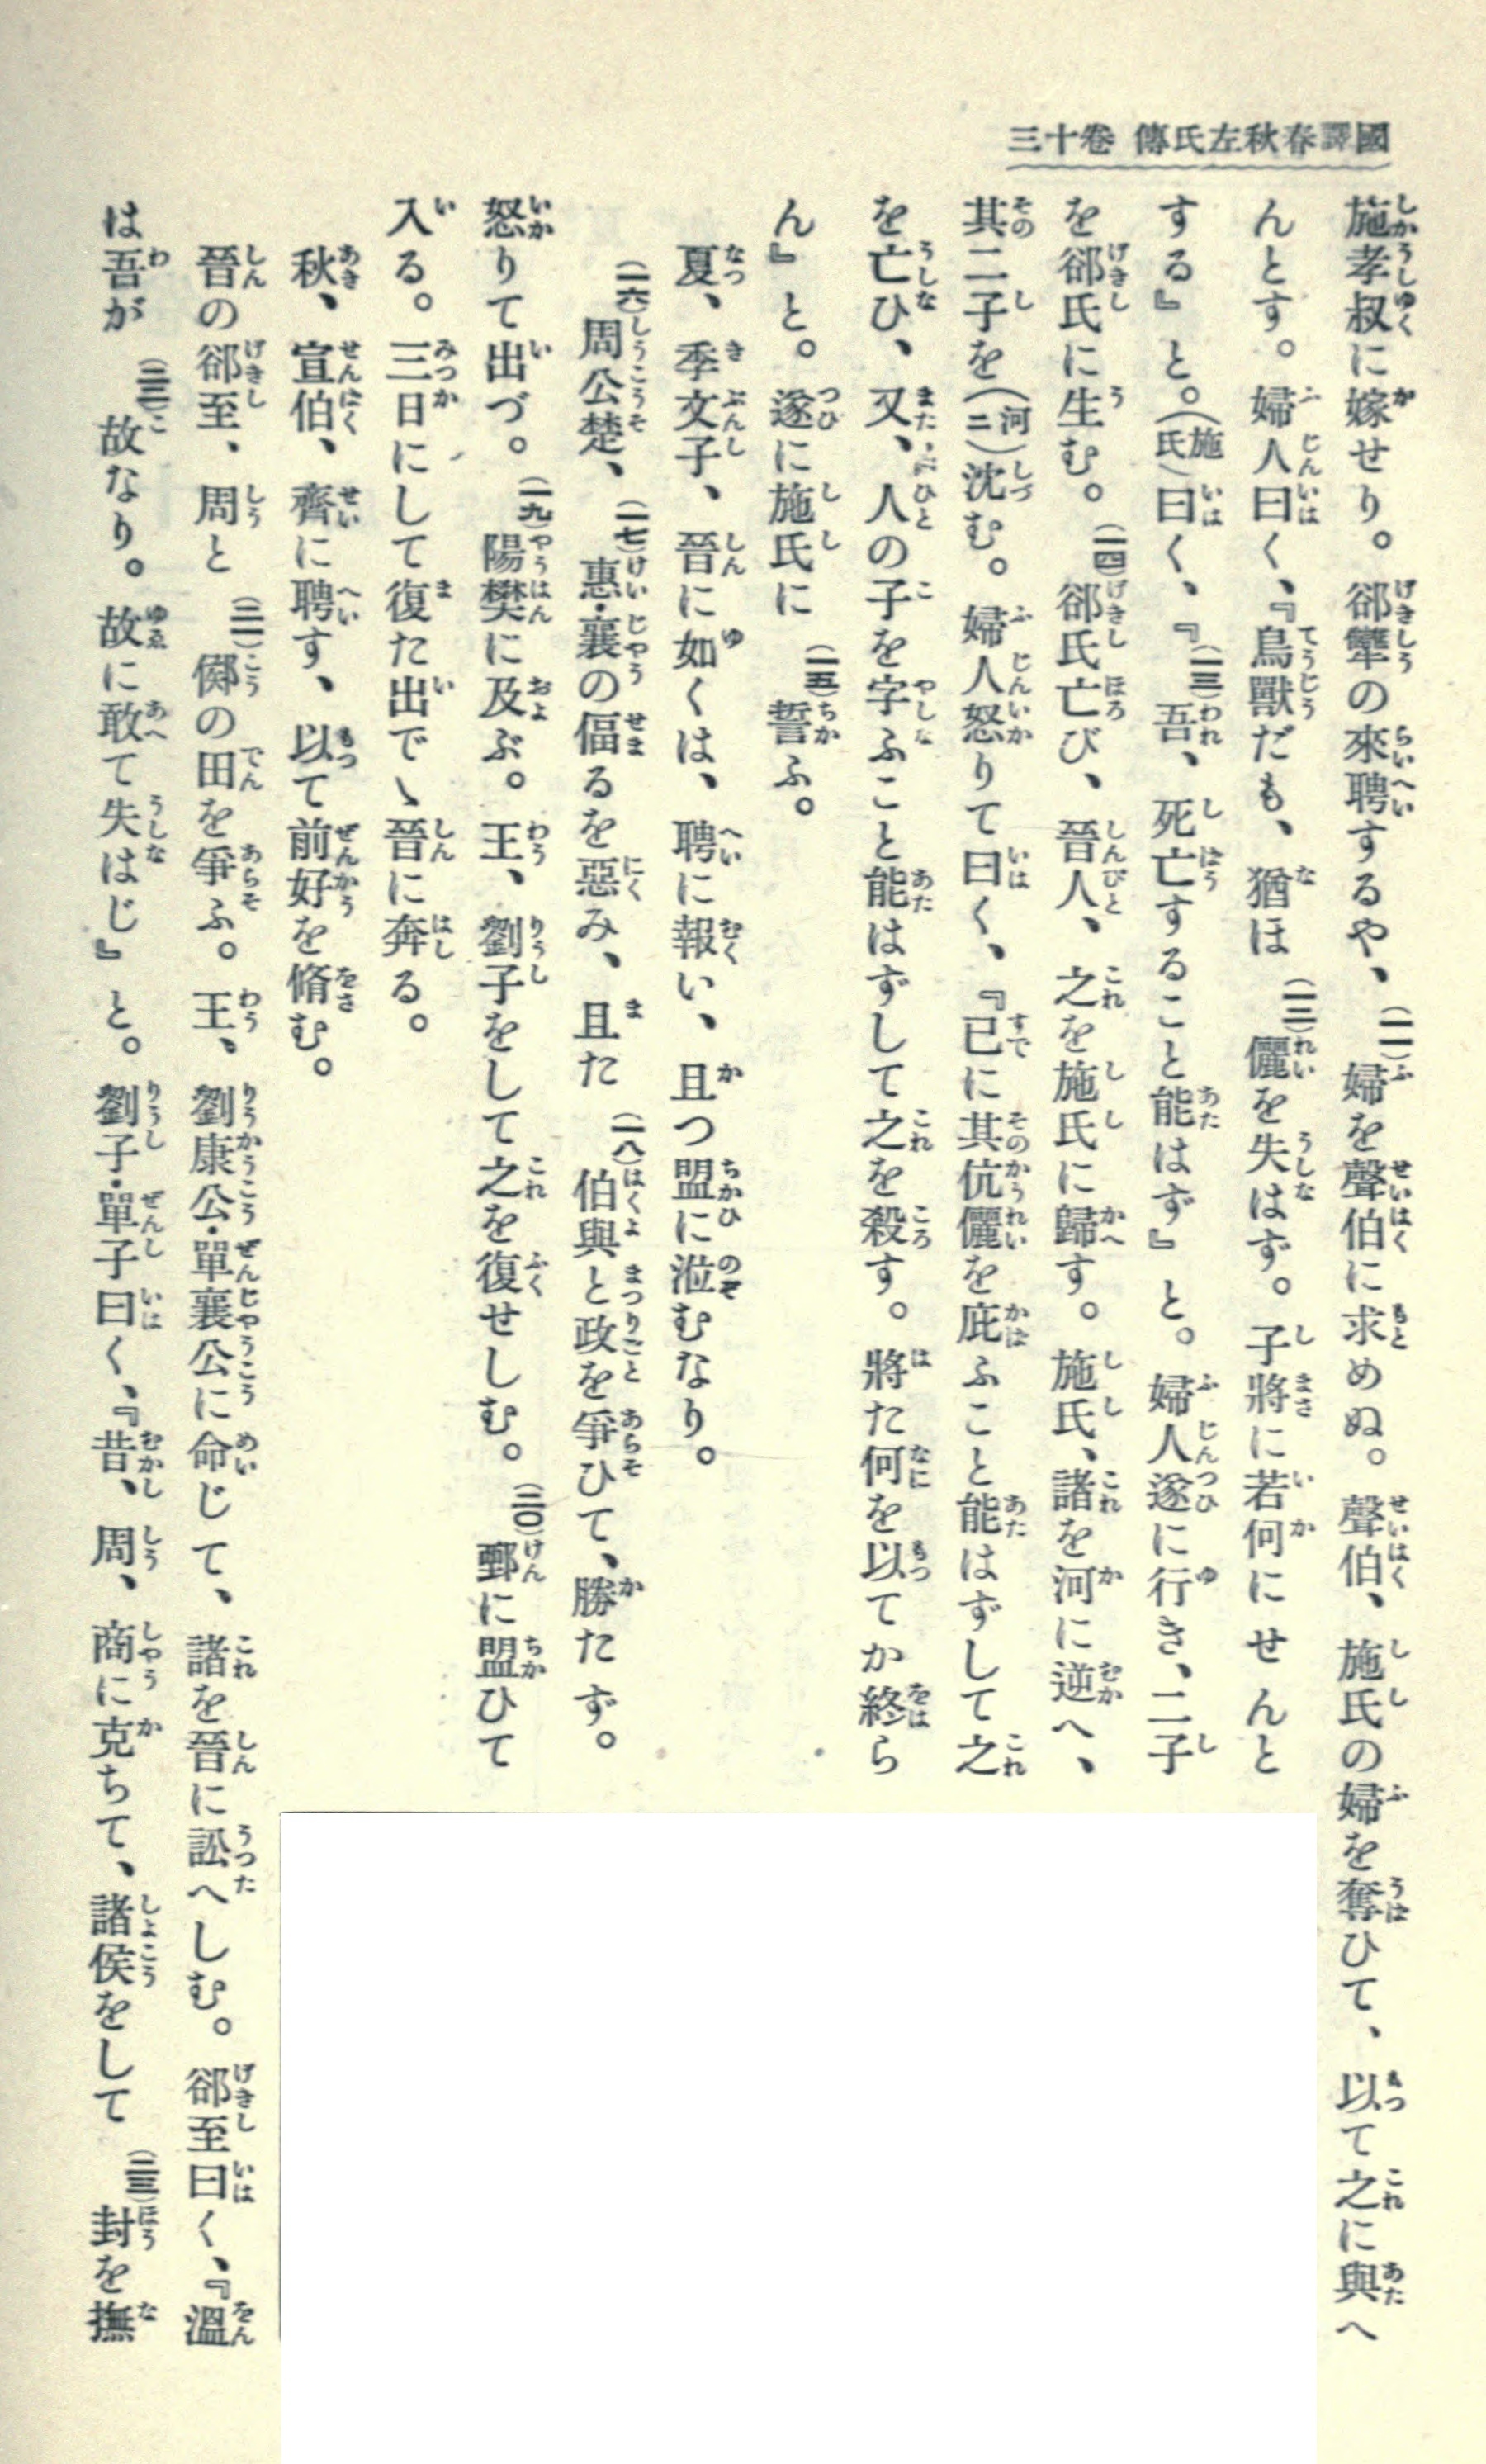 國譯春秋左氏傳 卷十三
施孝叔に嫁せり。郤犨の來聘するや、(一一)婦を聲伯に求めぬ。聲伯、施氏の婦を奪ひて、以て之に與へ
んとす。婦人曰く、『鳥獸だも、猶ほ(一二)儷を失はず。子將に若何にせんと
する』と。(施氏)曰く、『(一三)吾、死亡すること能はず』と。婦人遂に行き、二子
を郤氏に生む。(一四)郤氏亡び、晉人、之を施氏に歸す。施氏、諸を河に逆へ、
其二子を(河ニ)沈む。婦人怒りて曰く、『已に其伉儷を庇ふこと能はずして之
を亡ひ、又、人の子を字ふこと能はずして之を殺す。將た何を以てか終ら
ん』と。遂に施氏に(一五)誓ふ。
夏、季文子、晉に如くは、聘に報い、且つ盟に涖むなり。
(一六)周公楚、(一七)惠・襄の偪るを惡み、且た(一八)伯與と政を爭ひて、勝たず。
怒りて出づ。(一九)陽樊に及ぶ。王、劉子をして之を復せしむ。(二〇)鄄に盟ひて
入る。三日にして復た出でゝ晉に奔る。
秋、宣伯、齊に聘す、以て前好を脩む。
晉の郤至、周と(二一)鄇の田を爭ふ。王、劉康公・單襄公に命じて、諸を晉に訟へしむ。郤至曰く、『溫
は吾が(二二)故なり。故に敢て失はじ』と。劉子・單子曰く、『昔、周、商に克ちて、諸侯をして(二三)封を撫